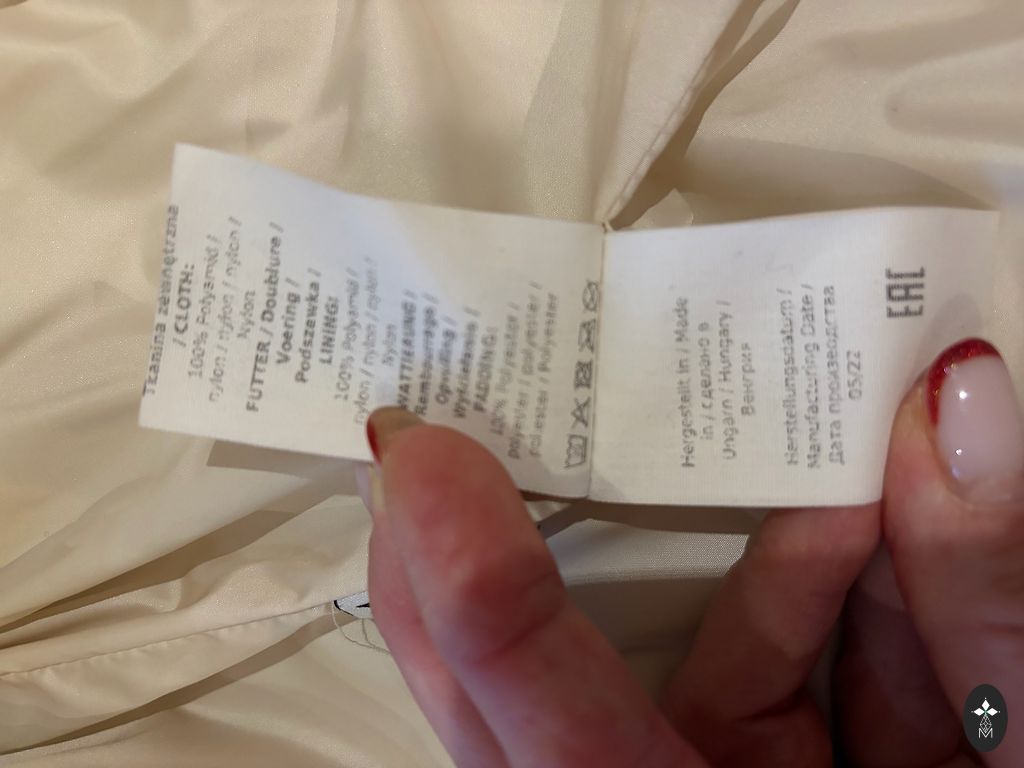 Tkanina zewnętrzna
/ CLOTH:
100% Polyamid /
nylon / nylon / nylon /
Nylon
FUTTER / Doublure /
Voering /
Podszewka /
LINING:
100% Polyamid /
nylon / nylon / nylon /
Nylon
WATTIERUNG /
Rembourrage /
Opvulling /
Wypełnienie /
PADDING:
100% Polyester /
polyester / polyester /
Poliester / Polyester
Hergestellt in / Made
in / сделано в
Ungarn / Hungary /
Венгрия
Herstellungsdatum /
Manufacturing Date /
Дата производства
05/22
EAC
M